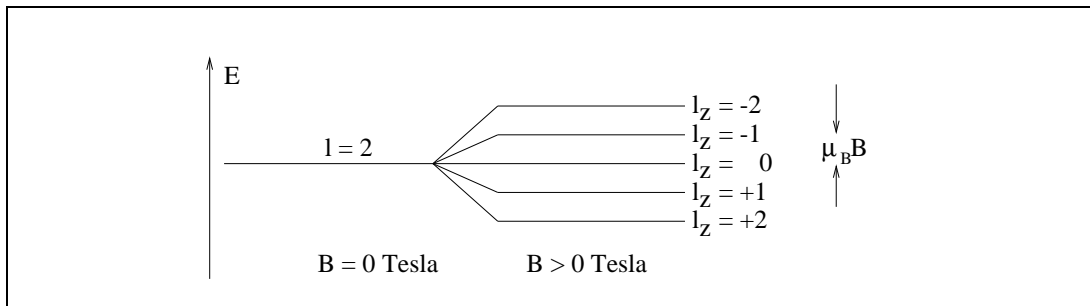 E
l = 2
l_z = -2
l_z = -1
l_z = 0
l_z = +1
l_z = +2
μ_B B
B = 0 Tesla
B > 0 Tesla